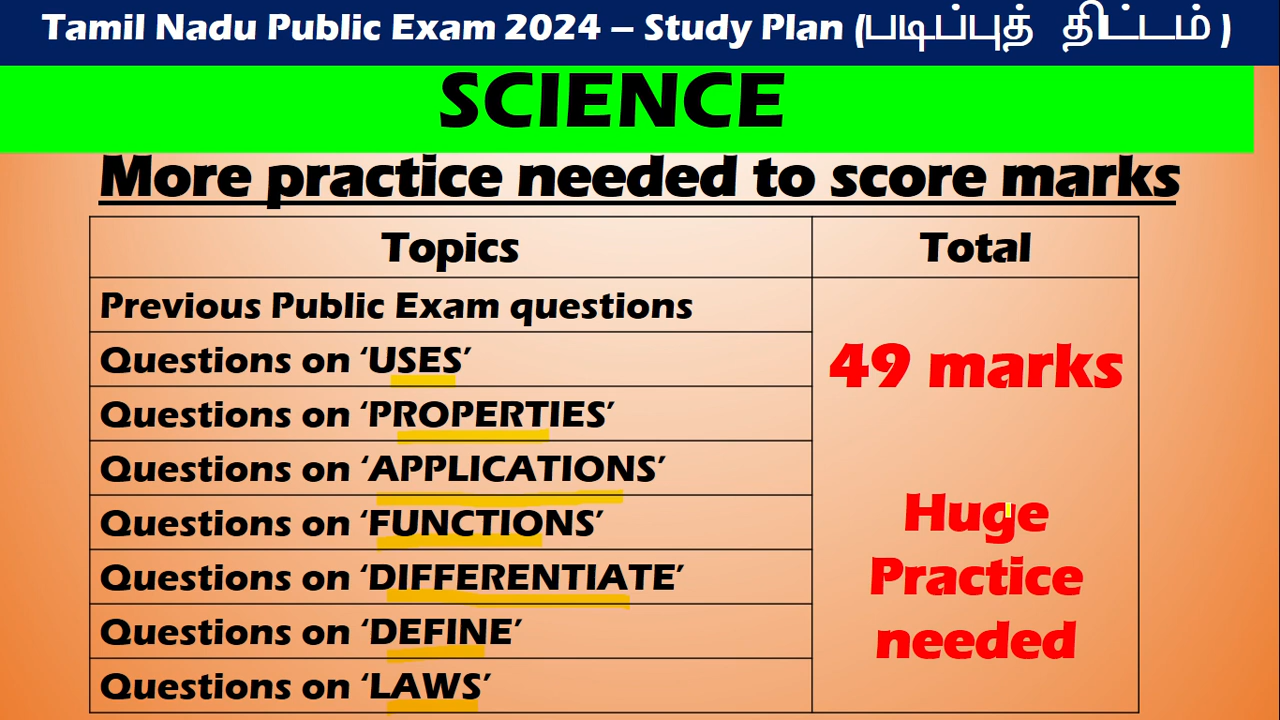 Tamil Nadu Public Exam 2024 – Study Plan (படிப்புத் திட்டம் )
SCIENCE
More practice needed to score marks
Topics Total
Previous Public Exam questions
Questions on ‘USES’
Questions on ‘PROPERTIES’
Questions on ‘APPLICATIONS’
Questions on ‘FUNCTIONS’
Questions on ‘DIFFERENTIATE’
Questions on ‘DEFINE’
Questions on ‘LAWS’
49 marks
Huge
Practice
needed